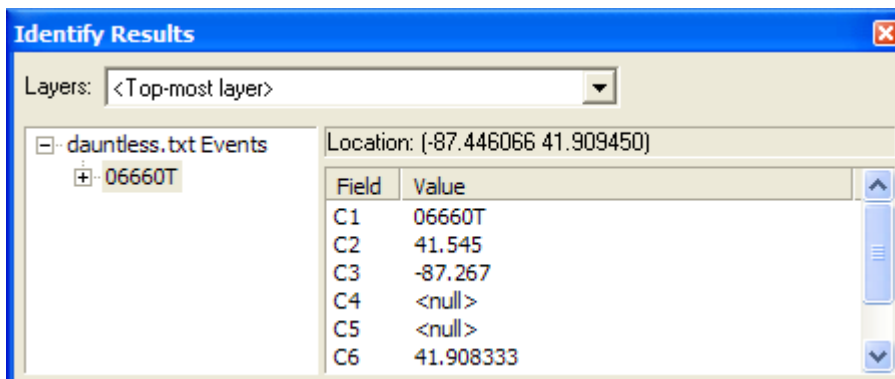 Identify Results
Layers: <Top-most layer>
dauntless.txt Events
06660T
Location: (-87.446066 41.909450)
Field Value
C1 06660T
C2 41.545
C3 -87.267
C4 <null>
C5 <null>
C6 41.908333